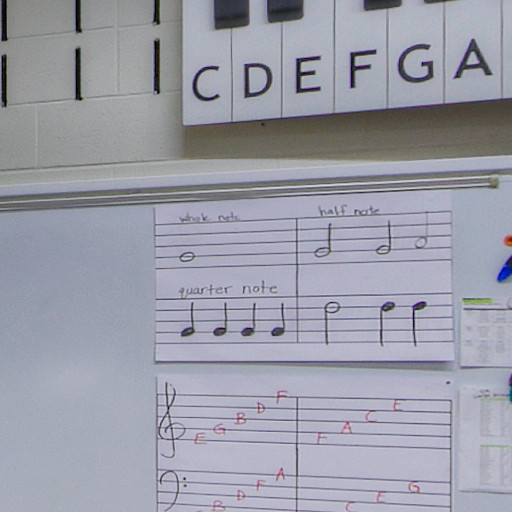 C D E F G A
whole note half note
quarter note
E G B D F F A C E
B D F A C E G